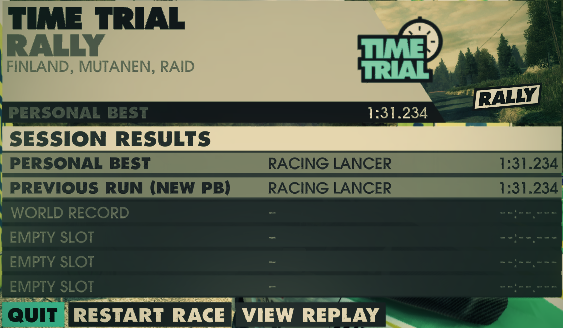 TIME TRIAL
RALLY
FINLAND, MUTANEN, RAID
TIME
TRIAL
RALLY
PERSONAL BEST 1:31.234
SESSION RESULTS
PERSONAL BEST RACING LANCER 1:31.234
PREVIOUS RUN (NEW PB) RACING LANCER 1:31.234
WORLD RECORD – --:--.---
EMPTY SLOT – --:--.---
EMPTY SLOT – --:--.---
EMPTY SLOT – --:--.---
QUIT RESTART RACE VIEW REPLAY